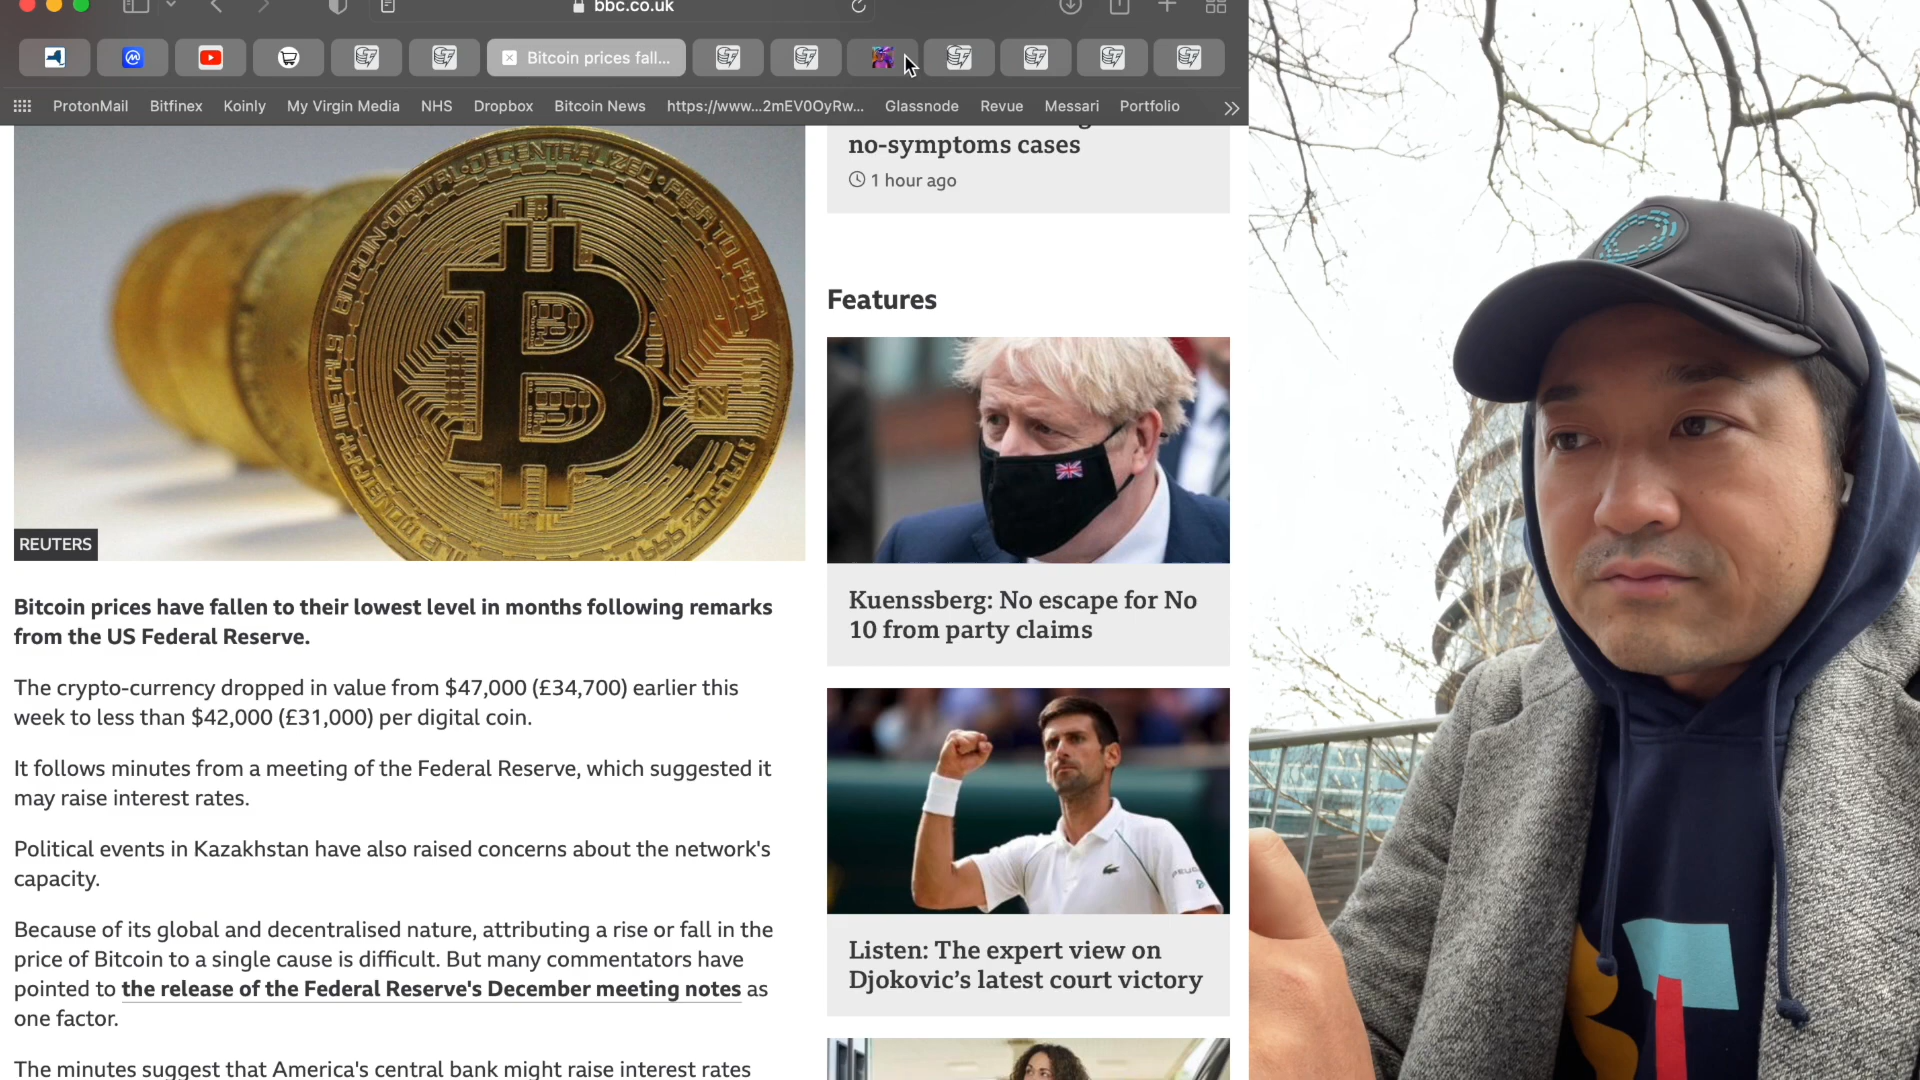 bbc.co.uk
Bitcoin prices fall...
ProtonMail Bitfinex Koinly My Virgin Media NHS Dropbox Bitcoin News https://www...2mEV0OyRw... Glassnode Revue Messari Portfolio
BITCOIN·DIGITAL·DECENTRALIZED·PEER TO PEER
REUTERS
Bitcoin prices have fallen to their lowest level in months following remarks
from the US Federal Reserve.
The crypto-currency dropped in value from $47,000 (£34,700) earlier this
week to less than $42,000 (£31,000) per digital coin.
It follows minutes from a meeting of the Federal Reserve, which suggested it
may raise interest rates.
Political events in Kazakhstan have also raised concerns about the network's
capacity.
Because of its global and decentralised nature, attributing a rise or fall in the
price of Bitcoin to a single cause is difficult. But many commentators have
pointed to the release of the Federal Reserve's December meeting notes as
one factor.
The minutes suggest that America's central bank might raise interest rates
no-symptoms cases
1 hour ago
Features
Kuenssberg: No escape for No
10 from party claims
Listen: The expert view on
Djokovic's latest court victory